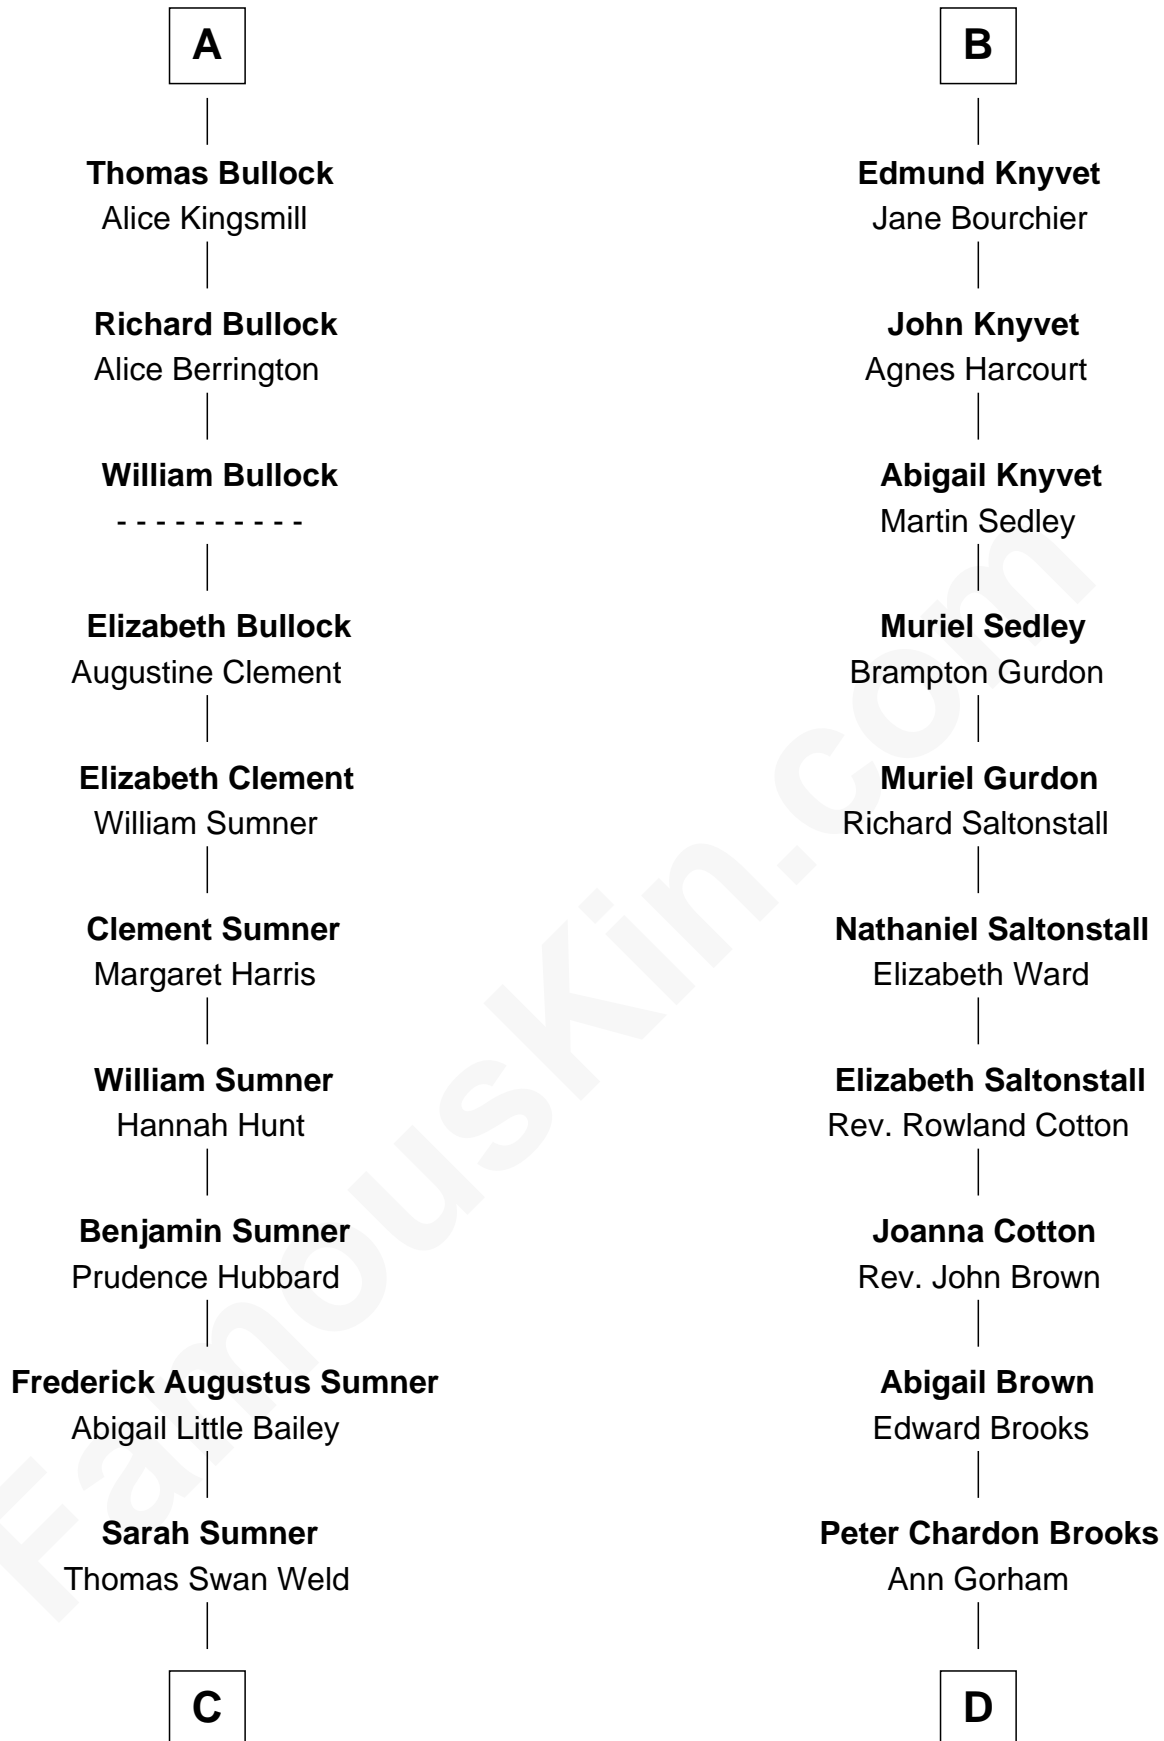 A
Thomas Bullock
Alice Kingsmill
Richard Bullock
Alice Berrington
William Bullock
- - - - - - - - - -
Elizabeth Bullock
Augustine Clement
Elizabeth Clement
William Sumner
Clement Sumner
Margaret Harris
William Sumner
Hannah Hunt
Benjamin Sumner
Prudence Hubbard
Frederick Augustus Sumner
Abigail Little Bailey
Sarah Sumner
Thomas Swan Weld
C
B
Edmund Knyvet
Jane Bourchier
John Knyvet
Agnes Harcourt
Abigail Knyvet
Martin Sedley
Muriel Sedley
Brampton Gurdon
Muriel Gurdon
Richard Saltonstall
Nathaniel Saltonstall
Elizabeth Ward
Elizabeth Saltonstall
Rev. Rowland Cotton
Joanna Cotton
Rev. John Brown
Abigail Brown
Edward Brooks
Peter Chardon Brooks
Ann Gorham
D
FamousKin.com